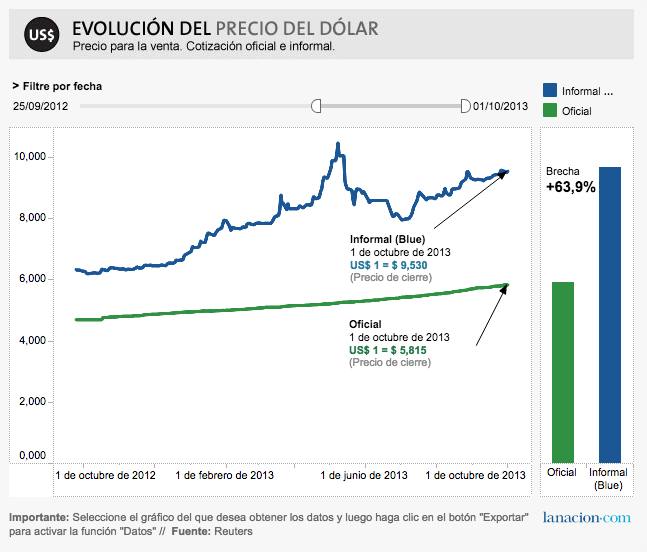 US$
EVOLUCIÓN DEL PRECIO DEL DÓLAR
Precio para la venta. Cotización oficial e informal.
> Filtre por fecha
25/09/2012
01/10/2013
Informal ...
Oficial
10,000
8,000
6,000
4,000
2,000
0,000
Informal (Blue)
1 de octubre de 2013
US$ 1 = $ 9,530
(Precio de cierre)
Oficial
1 de octubre de 2013
US$ 1 = $ 5,815
(Precio de cierre)
1 de octubre de 2012
1 de febrero de 2013
1 de junio de 2013
1 de octubre de 2013
Brecha
+63,9%
Oficial
Informal
(Blue)
Importante: Seleccione el gráfico del que desea obtener los datos y luego haga clic en el botón "Exportar"
para activar la función "Datos" // Fuente: Reuters
lanacion.com